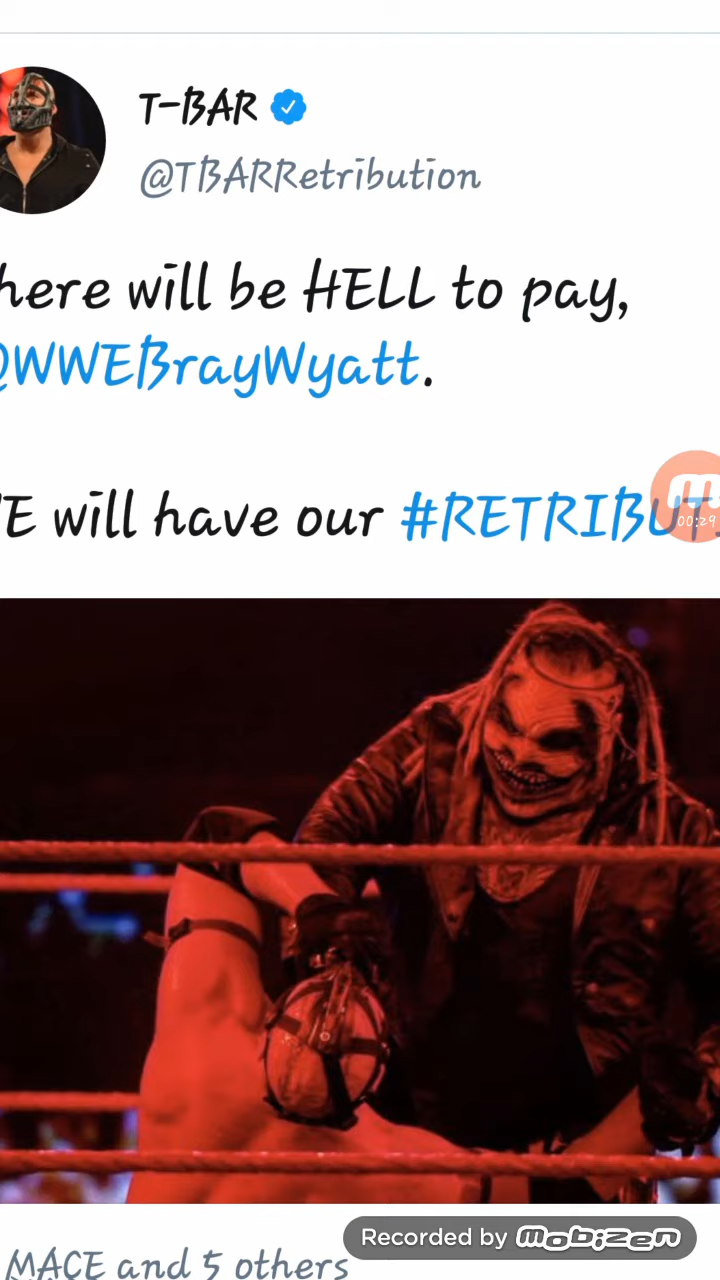 T-BAR
@TBARRetribution
here will be HELL to pay,
@WWEBrayWyatt.
E will have our #RETRIBUT
00:29
MACE and 5 others
Recorded by Mobizen